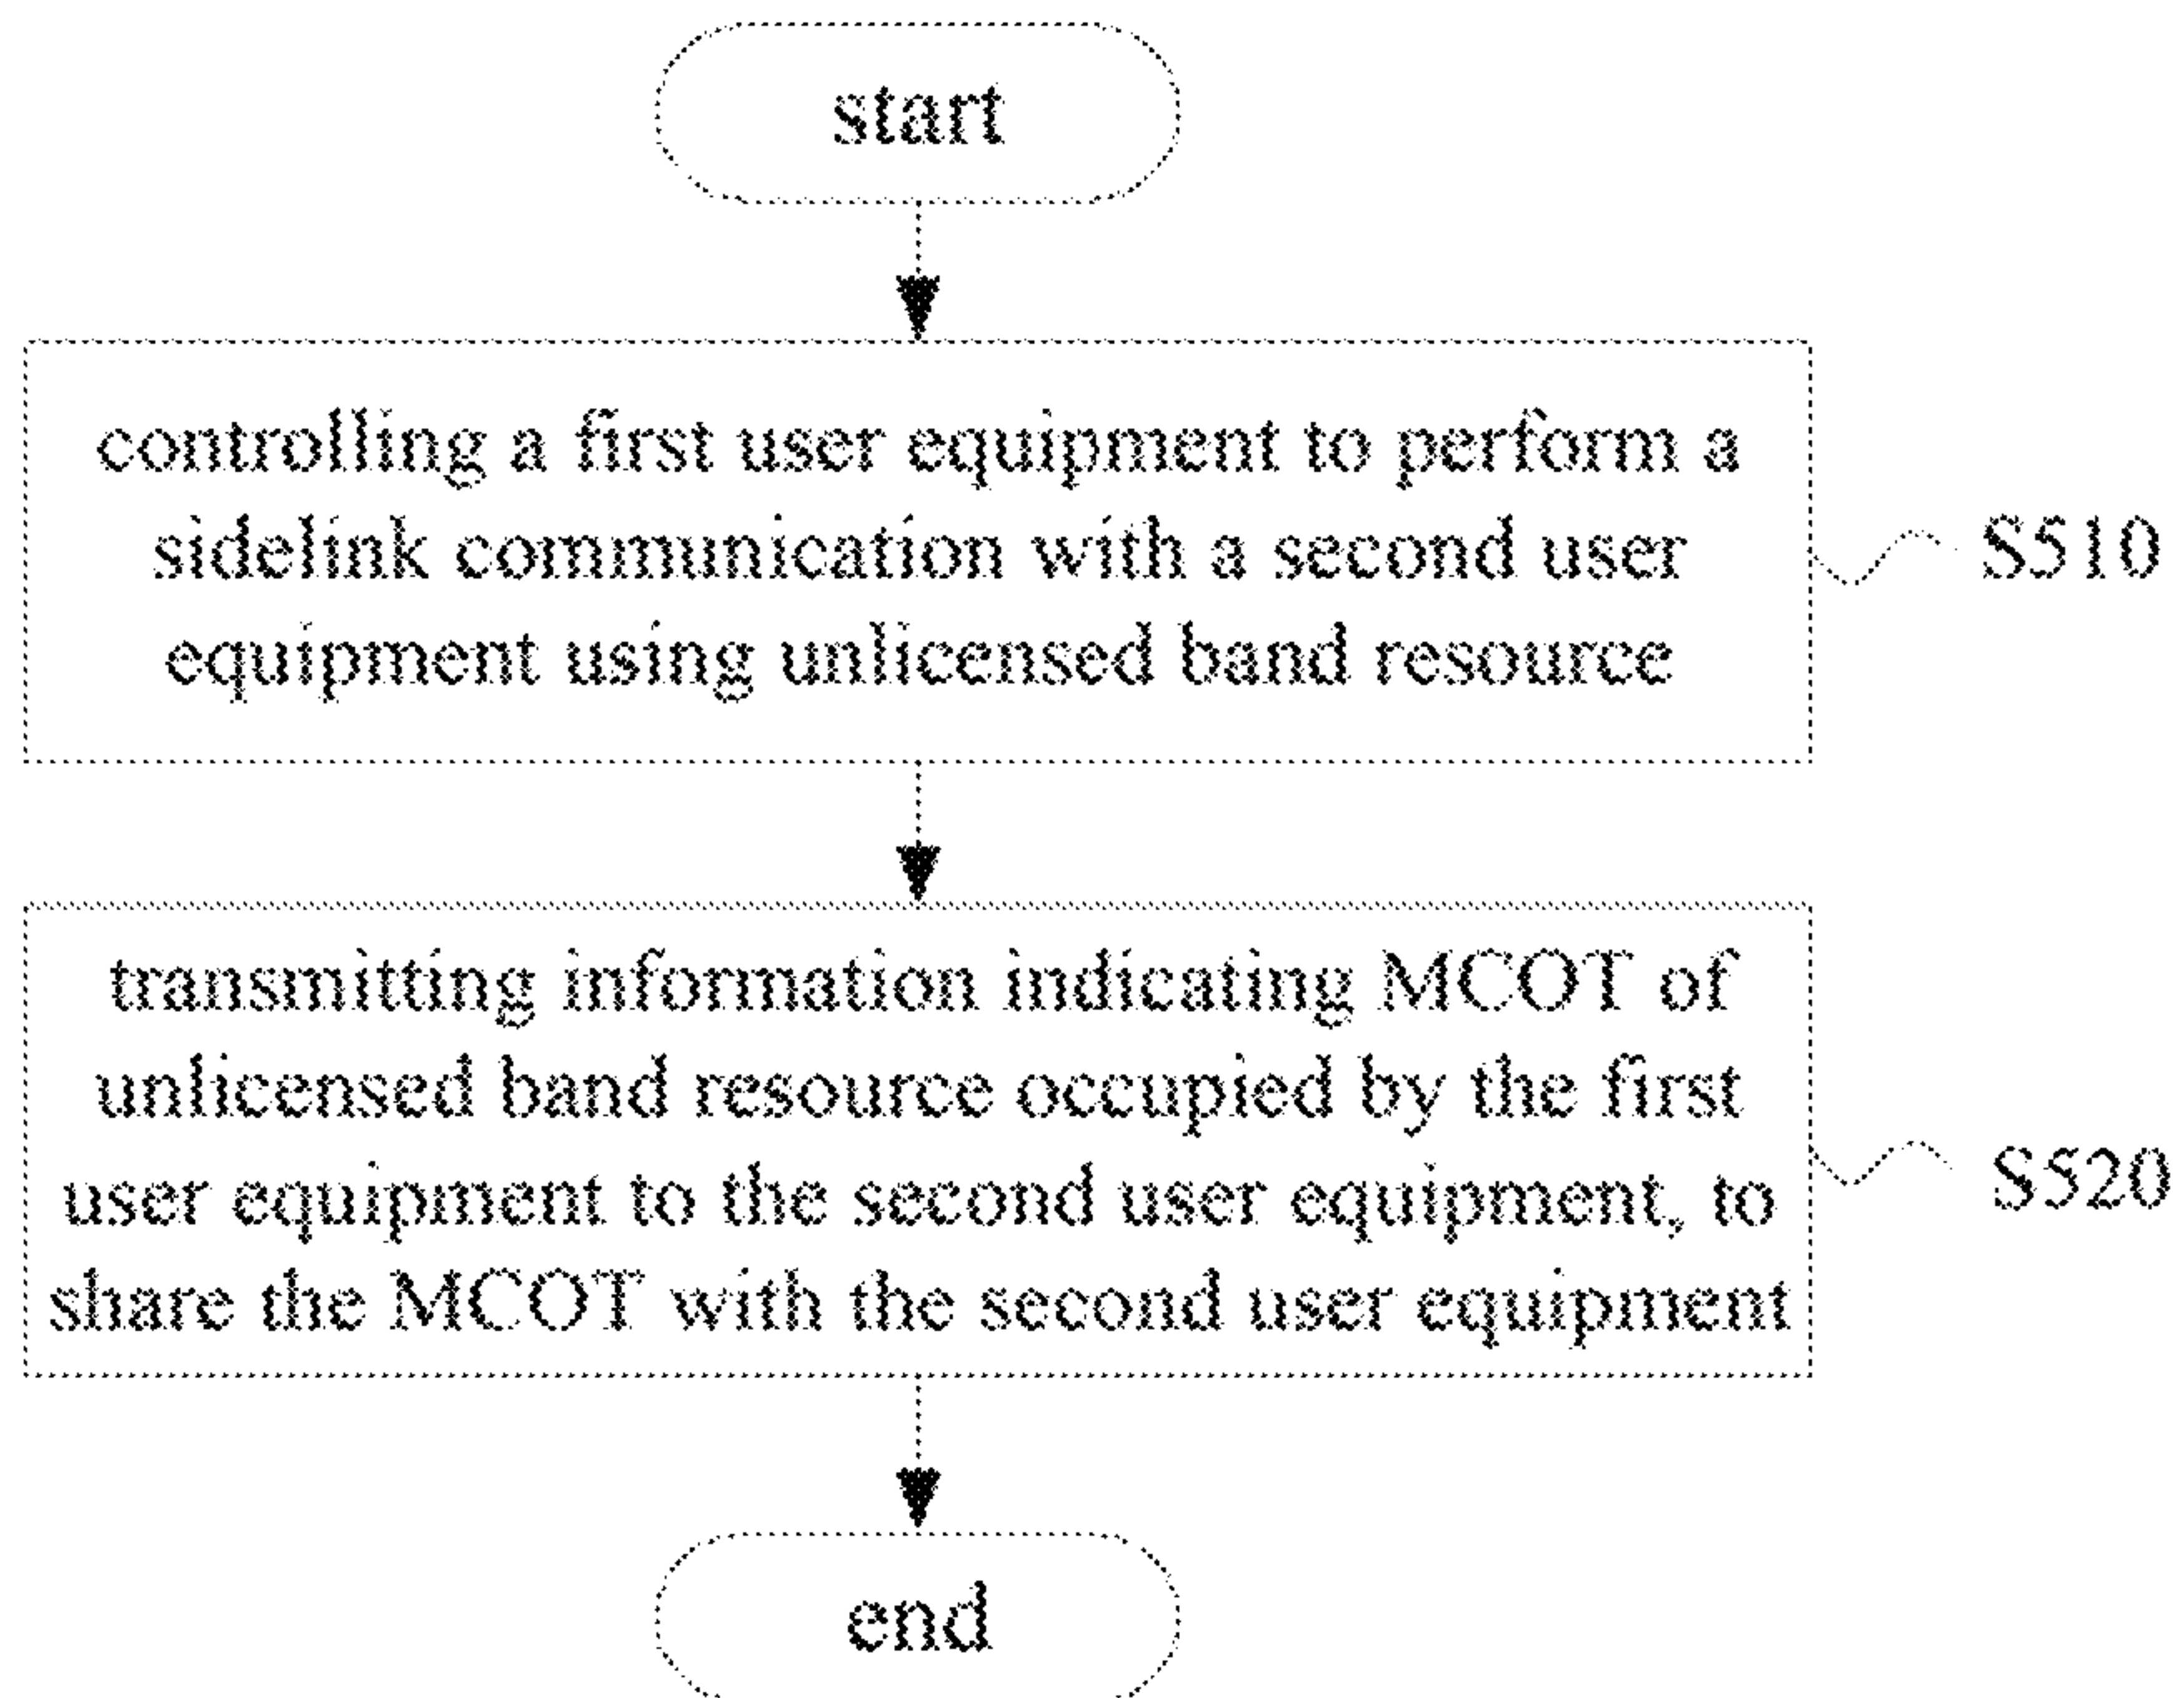 start
controlling a first user equipment to perform a
sidelink communication with a second user
equipment using unlicensed band resource
S510
transmitting information indicating MCOT of
unlicensed band resource occupied by the first
user equipment to the second user equipment, to
share the MCOT with the second user equipment
S520
end